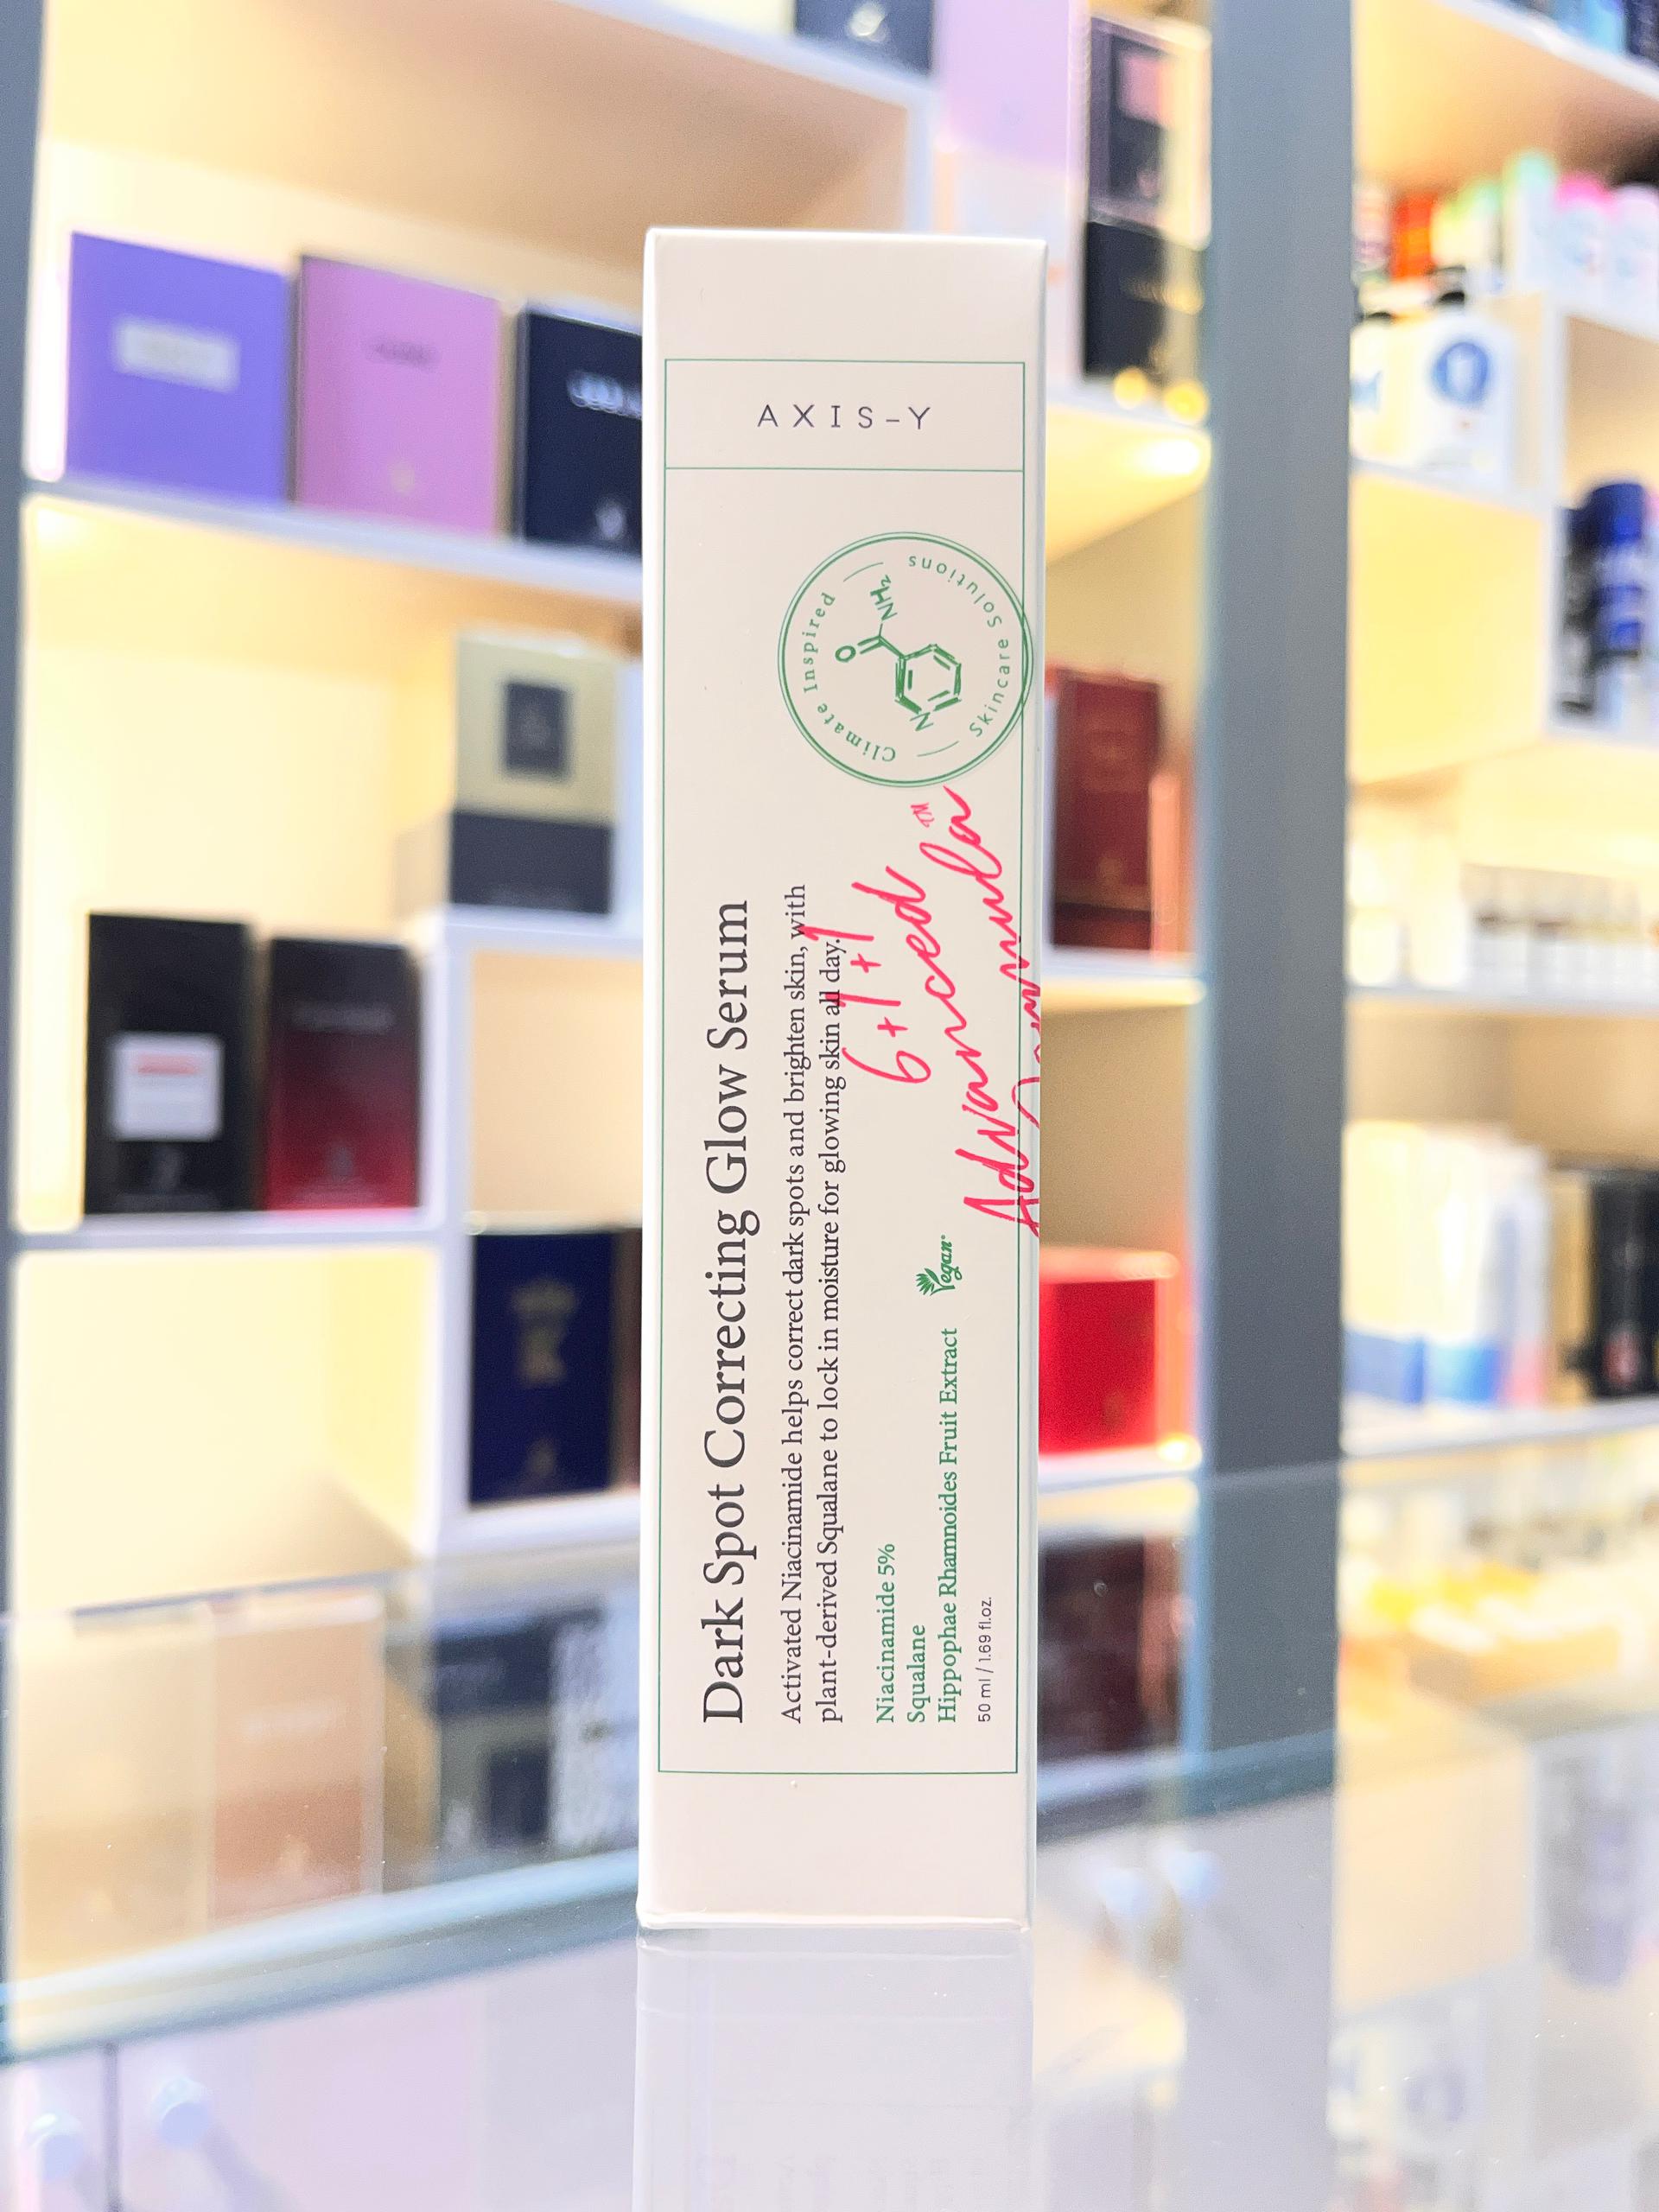 AXIS-Y
Climate Inspired
Skincare Solutions
O
NH2
N
Dark Spot Correcting Glow Serum
Activated Niacinamide helps correct dark spots and brighten skin, with
plant-derived Squalane to lock in moisture for glowing skin all day.
6+1+1
Advanced
Formula™
Niacinamide 5%
Squalane
Hippophae Rhamnoides Fruit Extract
Vegan
50 ml / 1.69 fl.oz.